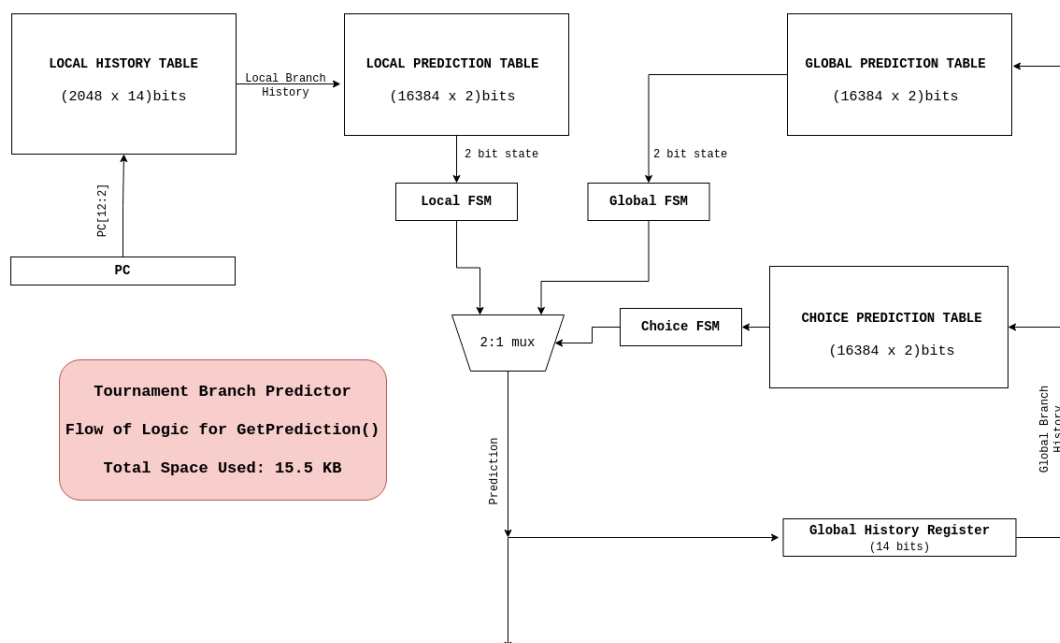 LOCAL HISTORY TABLE
(2048 x 14)bits
Local Branch
History
LOCAL PREDICTION TABLE
(16384 x 2)bits
GLOBAL PREDICTION TABLE
(16384 x 2)bits
2 bit state
2 bit state
PC[12:2]
Local FSM
Global FSM
PC
CHOICE PREDICTION TABLE
(16384 x 2)bits
Choice FSM
2:1 mux
Tournament Branch Predictor
Flow of Logic for GetPrediction()
Total Space Used: 15.5 KB
Prediction
Global Branch
History
Global History Register
(14 bits)